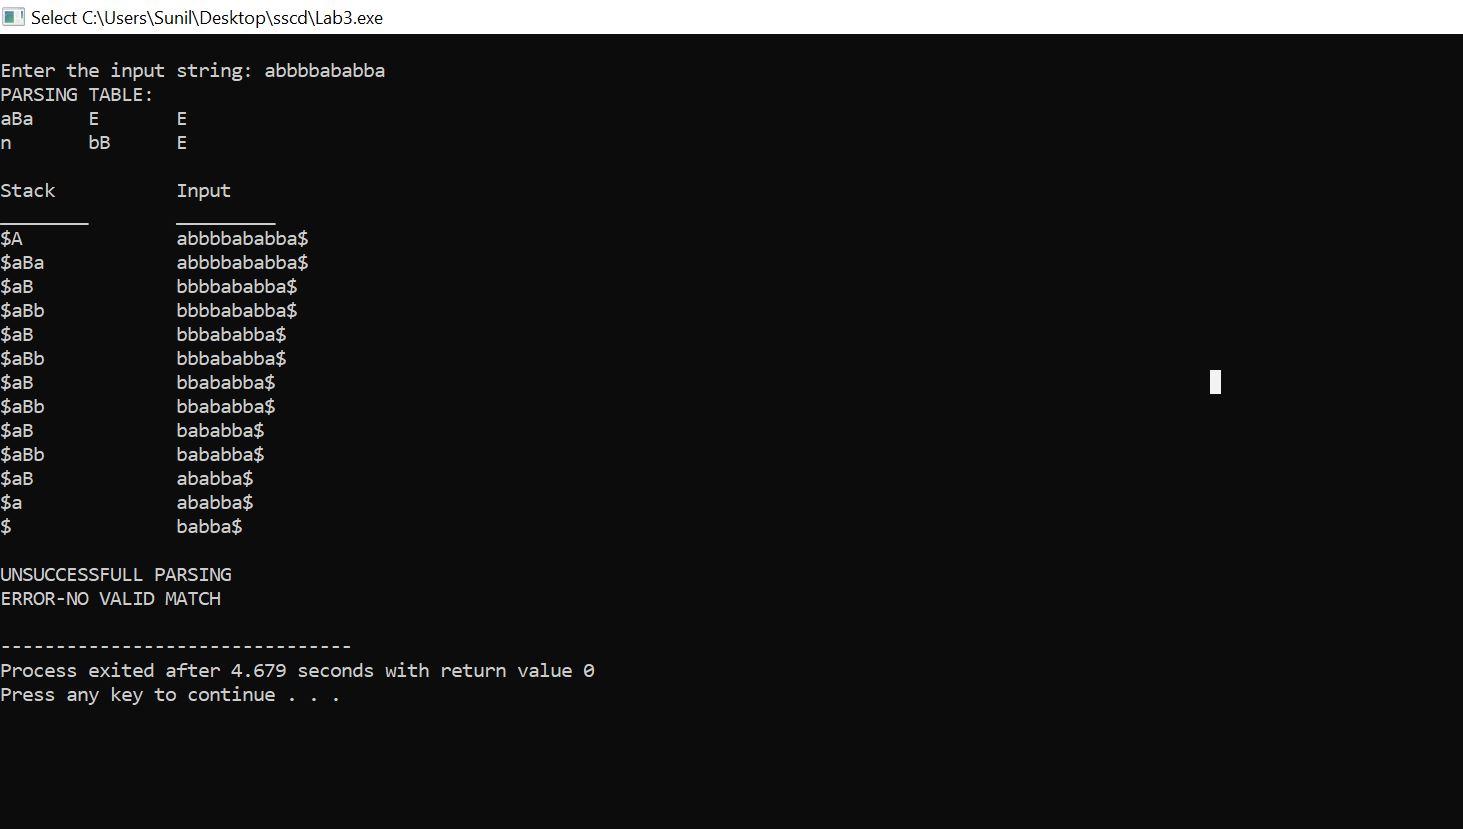 Select C:\Users\Sunil\Desktop\sscd\Lab3.exe
Enter the input string: abbbbababba
PARSING TABLE:
aBa E E
n bB E
Stack Input
________ _________
$A abbbbababba$
$aBa abbbbababba$
$aB bbbbababba$
$aBb bbbbababba$
$aB bbbababba$
$aBb bbbababba$
$aB bbababba$
$aBb bbababba$
$aB bababba$
$aBb bababba$
$aB ababba$
$a ababba$
$ babba$
UNSUCCESSFULL PARSING
ERROR-NO VALID MATCH
--------------------------------
Process exited after 4.679 seconds with return value 0
Press any key to continue . . .